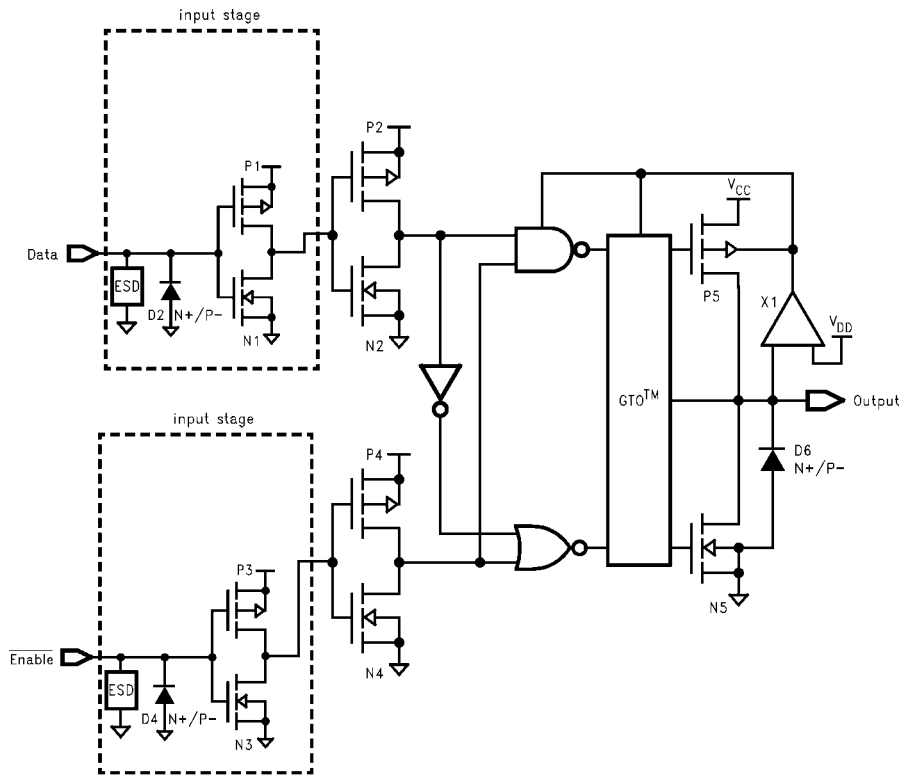 input stage
P1
P2
Data
ESD
D2 N+/P-
N1
N2
V_CC
P5
X1
V_DD
GTO™
Output
D6
N+/P-
N5
input stage
P3
P4
Enable
ESD
D4 N+/P-
N3
N4